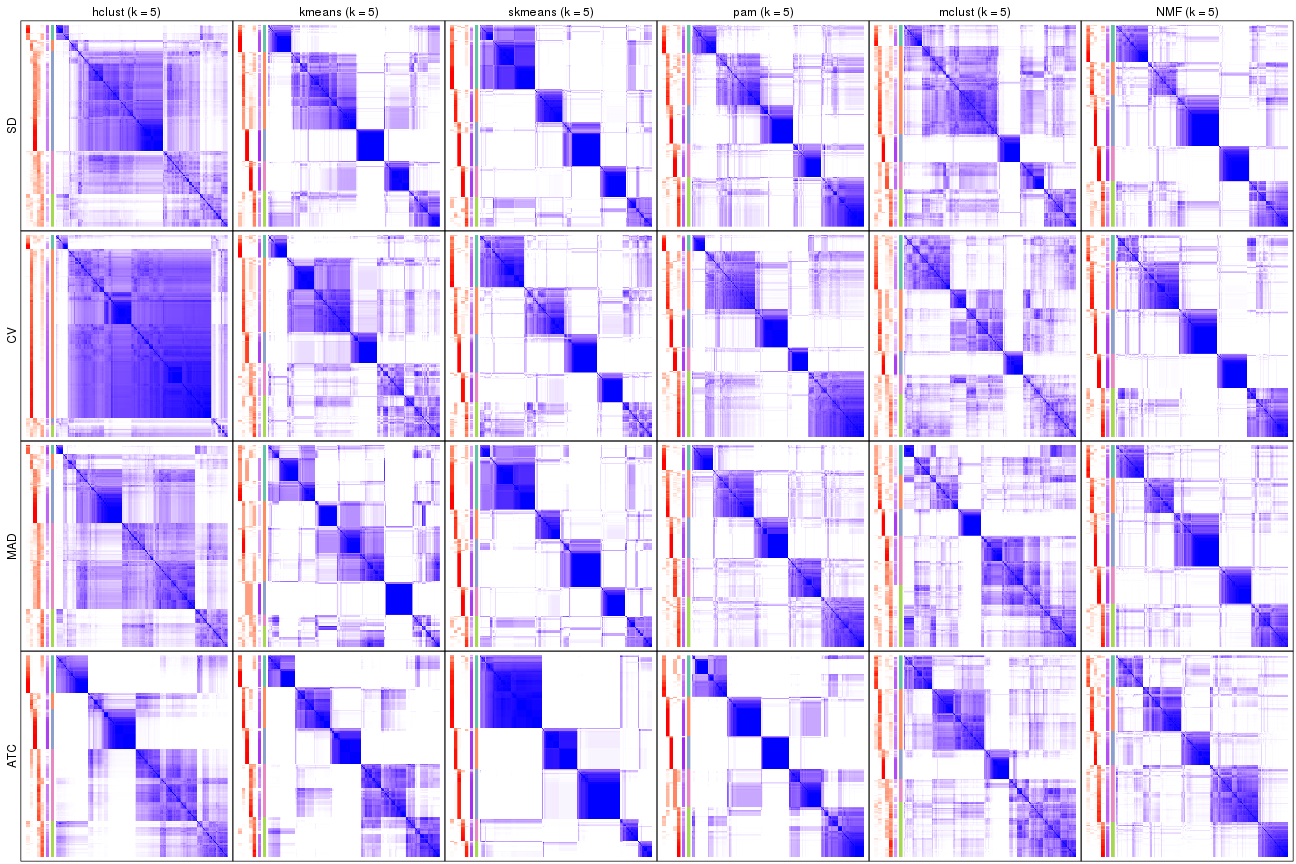 hclust (k = 5) kmeans (k = 5) skmeans (k = 5) pam (k = 5) mclust (k = 5) NMF (k = 5)
SD
CV
MAD
ATC